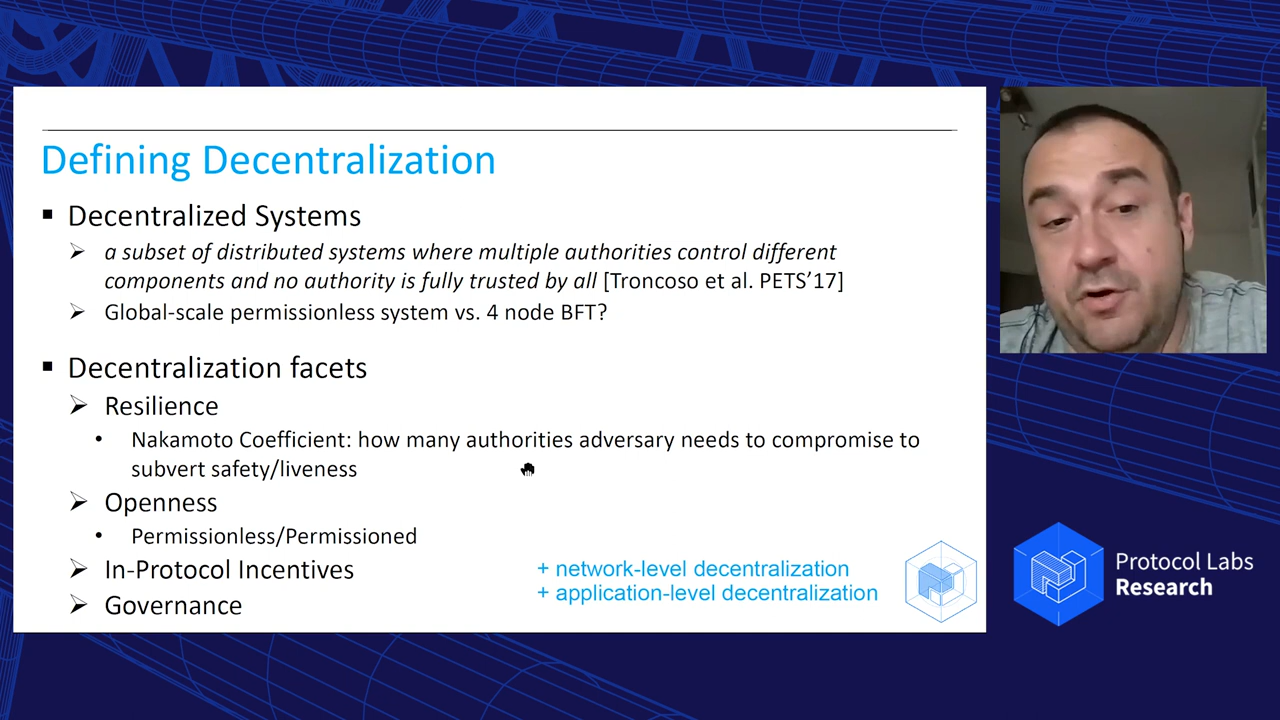 Defining Decentralization
▪ Decentralized Systems
➢ a subset of distributed systems where multiple authorities control different
components and no authority is fully trusted by all [Troncoso et al. PETS’17]
➢ Global-scale permissionless system vs. 4 node BFT?
▪ Decentralization facets
➢ Resilience
• Nakamoto Coefficient: how many authorities adversary needs to compromise to
subvert safety/liveness
➢ Openness
• Permissionless/Permissioned
➢ In-Protocol Incentives
➢ Governance
+ network-level decentralization
+ application-level decentralization
Protocol Labs
Research